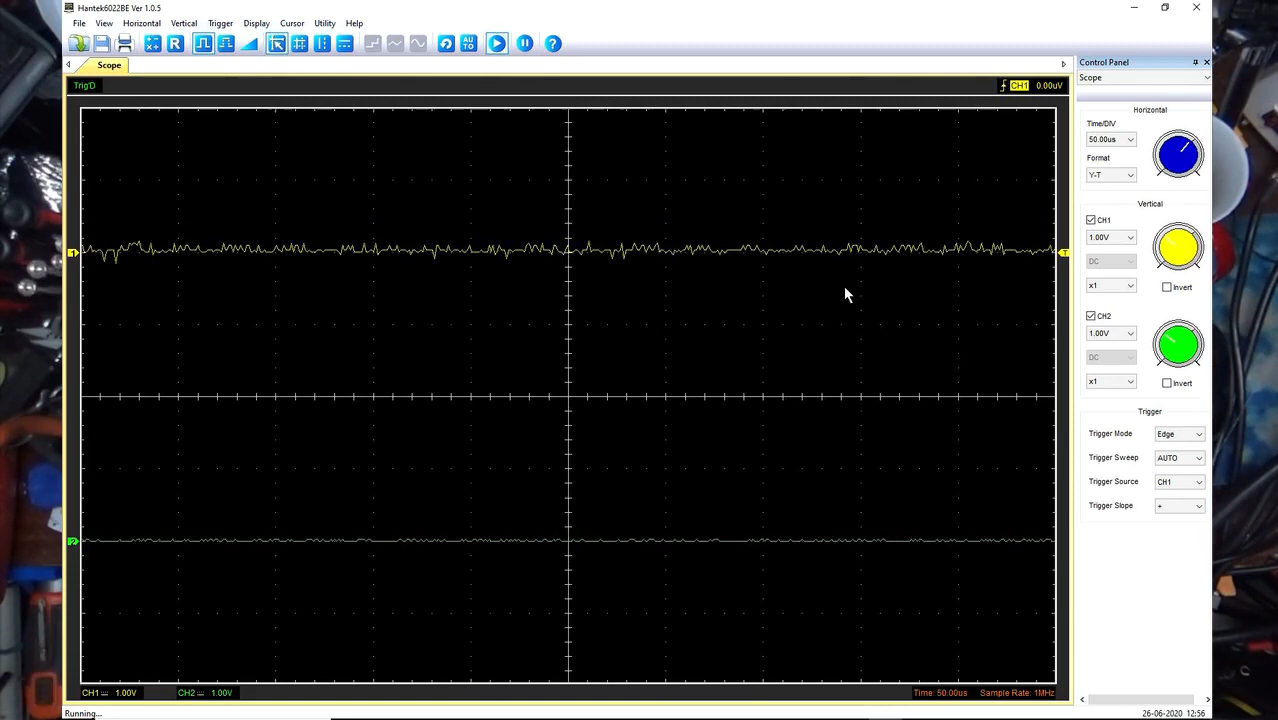 Hantek6022BE Ver 1.0.5
File View Horizontal Vertical Trigger Display Cursor Utility Help
R AUTO ?
Scope
Trig'D CH1 0.00uV
Control Panel
Scope
Horizontal
Time/DIV
50.00us
Format
Y-T
Vertical
CH1
1.00V
DC
x1 Invert
CH2
1.00V
DC
x1 Invert
Trigger
Trigger Mode Edge
Trigger Sweep AUTO
Trigger Source CH1
Trigger Slope +
1
T
2
CH1 1.00V CH2 1.00V Time: 50.00us Sample Rate: 1MHz
Running... 26-06-2020 12:56